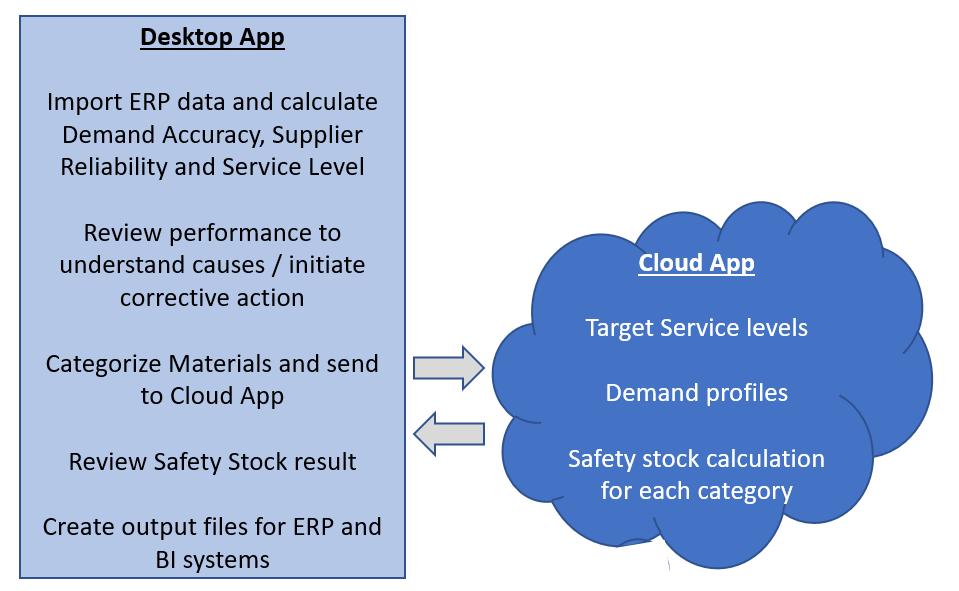 Desktop App
Import ERP data and calculate
Demand Accuracy, Supplier
Reliability and Service Level
Review performance to
understand causes / initiate
corrective action
Categorize Materials and send
to Cloud App
Review Safety Stock result
Create output files for ERP and
BI systems
Cloud App
Target Service levels
Demand profiles
Safety stock calculation
for each category